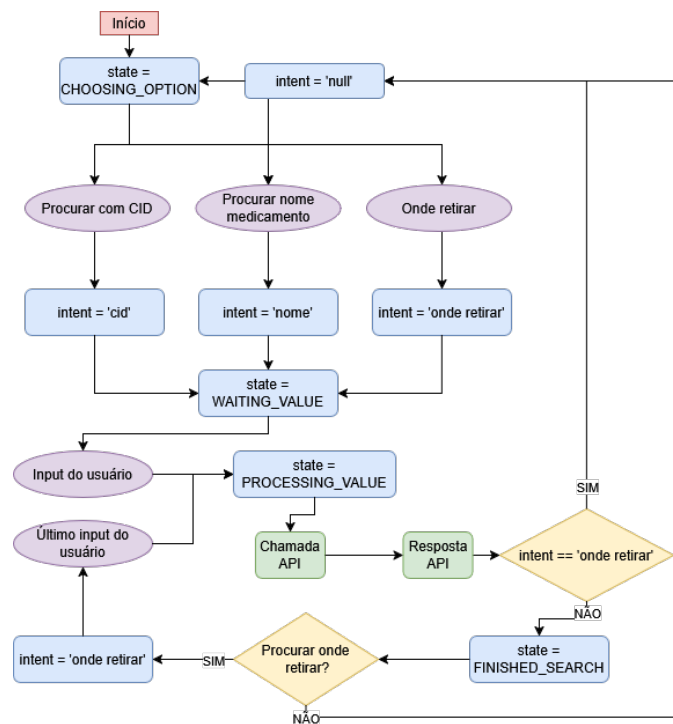 Início
state =
CHOOSING_OPTION
intent = 'null'
Procurar com CID
Procurar nome
medicamento
Onde retirar
intent = 'cid'
intent = 'nome'
intent = 'onde retirar'
state =
WAITING_VALUE
Input do usuário
state =
PROCESSING_VALUE
Último input do
usuário
Chamada
API
Resposta
API
intent == 'onde retirar'
SIM
NÃO
intent = 'onde retirar'
SIM
Procurar onde
retirar?
state =
FINISHED_SEARCH
NÃO